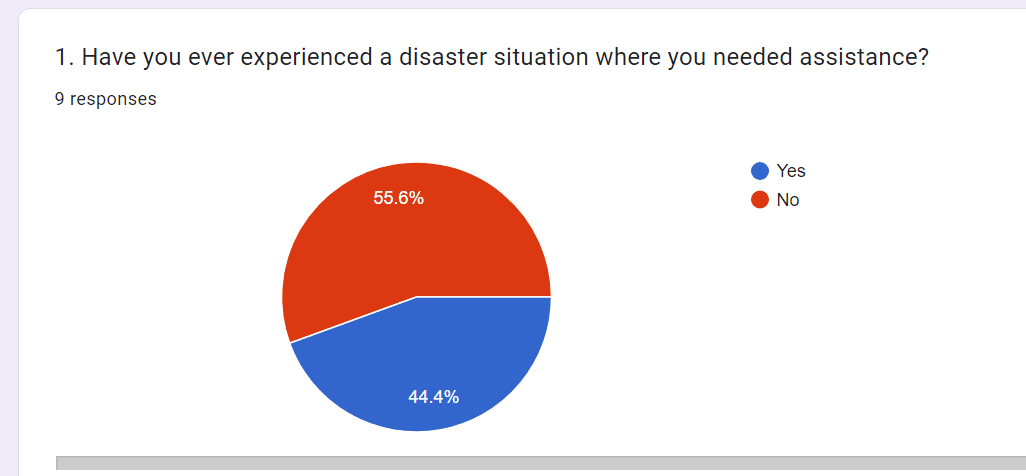 1. Have you ever experienced a disaster situation where you needed assistance?
9 responses
55.6%
44.4%
Yes
No